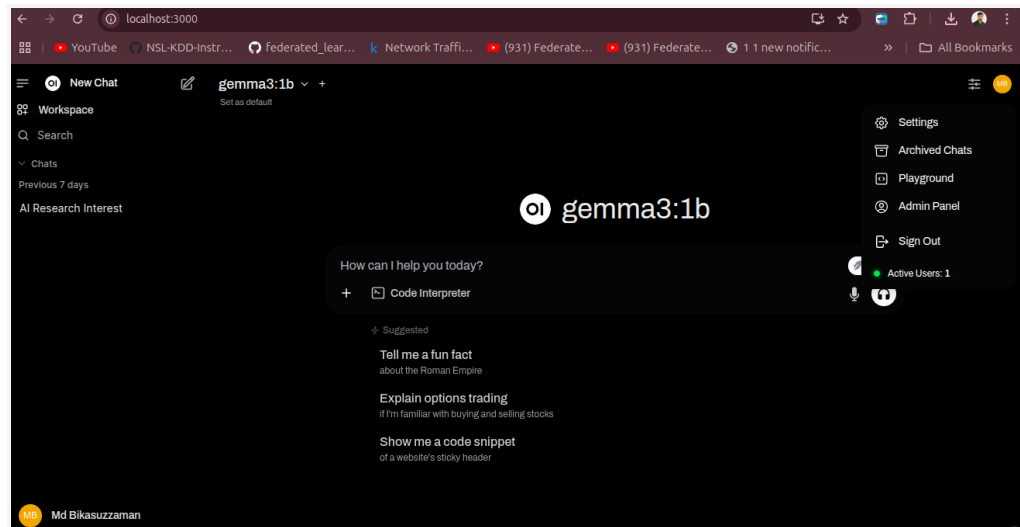 localhost:3000
YouTube
NSL-KDD-Instr...
federated_lear...
k Network Traffi...
(931) Federate...
(931) Federate...
1 1 new notific...
»
All Bookmarks
OI New Chat
gemma3:1b
Set as default
MB
Workspace
Search
Chats
Previous 7 days
AI Research Interest
Settings
Archived Chats
Playground
Admin Panel
Sign Out
Active Users: 1
OI gemma3:1b
How can I help you today?
Code Interpreter
Suggested
Tell me a fun fact
about the Roman Empire
Explain options trading
if I'm familiar with buying and selling stocks
Show me a code snippet
of a website's sticky header
MB Md Bikasuzzaman